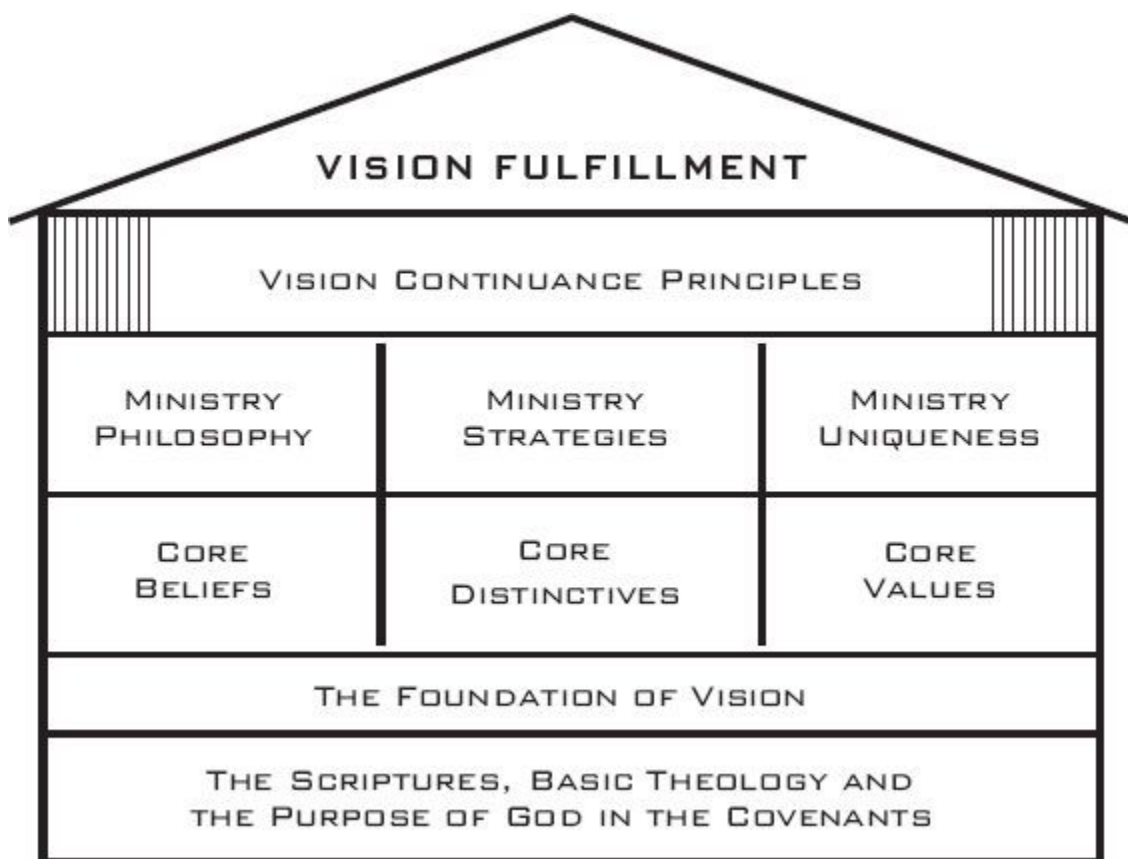 VISION FULFILLMENT
VISION CONTINUANCE PRINCIPLES
MINISTRY
PHILOSOPHY
MINISTRY
STRATEGIES
MINISTRY
UNIQUENESS
CORE
BELIEFS
CORE
DISTINCTIVES
CORE
VALUES
THE FOUNDATION OF VISION
THE SCRIPTURES, BASIC THEOLOGY AND
THE PURPOSE OF GOD IN THE COVENANTS